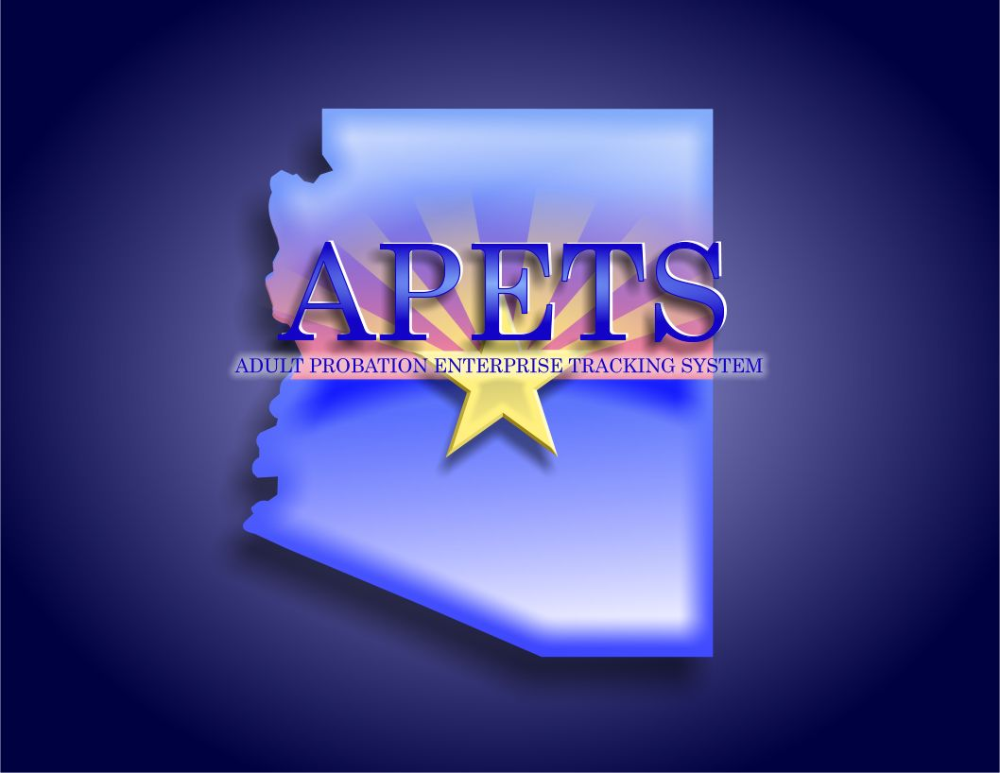 APETS
ADULT PROBATION ENTERPRISE TRACKING SYSTEM